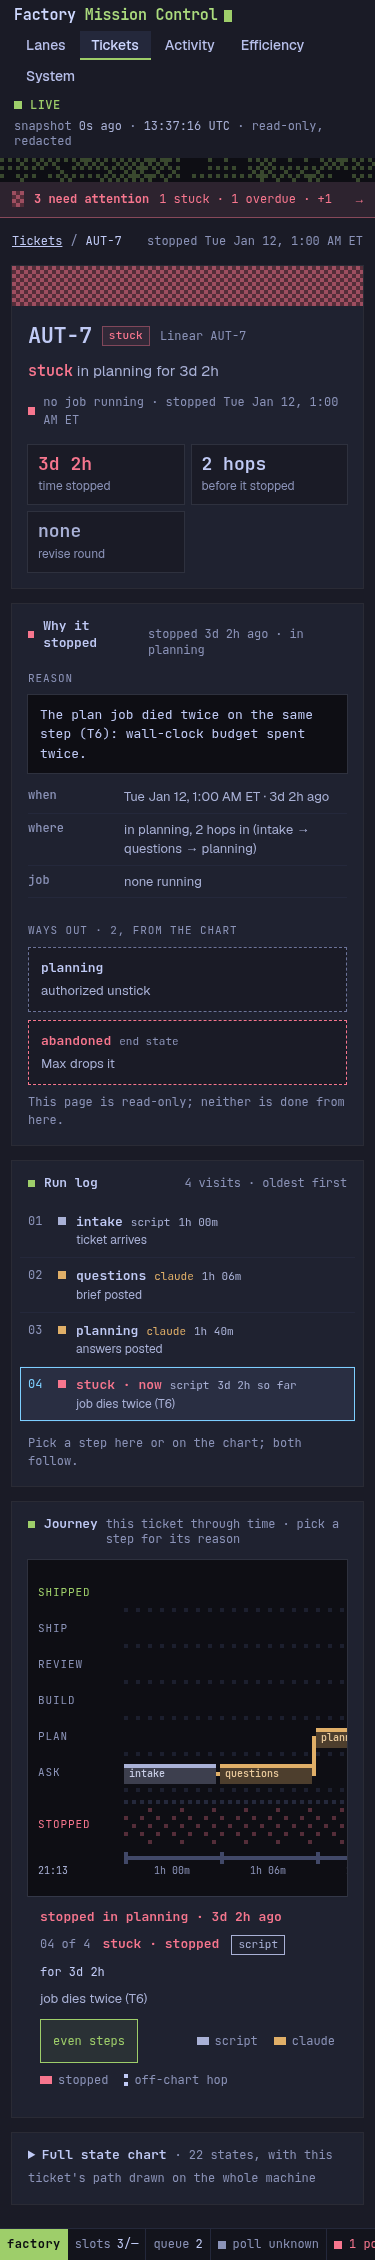 Factory Mission Control
Lanes Tickets Activity Efficiency
System
LIVE
snapshot 0s ago · 13:37:16 UTC · read-only,
redacted
3 need attention 1 stuck · 1 overdue · +1 →
Tickets / AUT-7 stopped Tue Jan 12, 1:00 AM ET
AUT-7 stuck Linear AUT-7
stuck in planning for 3d 2h
no job running · stopped Tue Jan 12, 1:00
AM ET
3d 2h 2 hops
time stopped before it stopped
none
revise round
Why it
stopped
stopped 3d 2h ago · in
planning
REASON
The plan job died twice on the same
step (T6): wall-clock budget spent
twice.
when Tue Jan 12, 1:00 AM ET · 3d 2h ago
where in planning, 2 hops in (intake →
questions → planning)
job none running
WAYS OUT · 2, FROM THE CHART
planning
authorized unstick
abandoned end state
Max drops it
This page is read-only; neither is done from
here.
Run log 4 visits · oldest first
01 intake script 1h 00m
ticket arrives
02 questions claude 1h 06m
brief posted
03 planning claude 1h 40m
answers posted
04 stuck · now script 3d 2h so far
job dies twice (T6)
Pick a step here or on the chart; both
follow.
Journey this ticket through time · pick a
step for its reason
SHIPPED
SHIP
REVIEW
BUILD
PLAN
ASK intake questions
STOPPED
21:13 1h 00m 1h 06m
stopped in planning · 3d 2h ago
04 of 4 stuck · stopped script
for 3d 2h
job dies twice (T6)
even steps script claude
stopped off-chart hop
▶ Full state chart · 22 states, with this
ticket's path drawn on the whole machine
factory slots 3/— queue 2 poll unknown 1